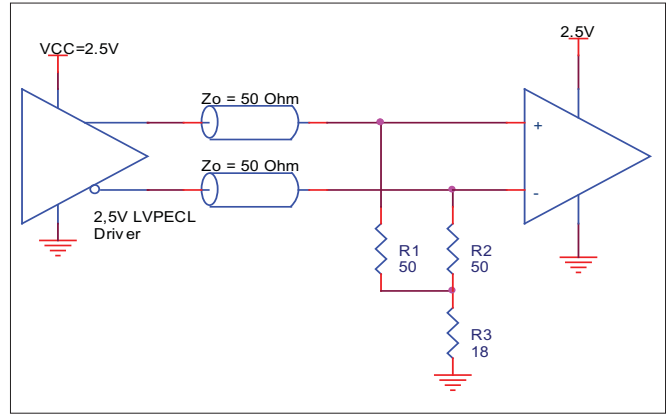 VCC=2.5V
2.5V
Zo = 50 Ohm
+
Zo = 50 Ohm
-
2,5V LVPECL
Driver
R1
50
R2
50
R3
18